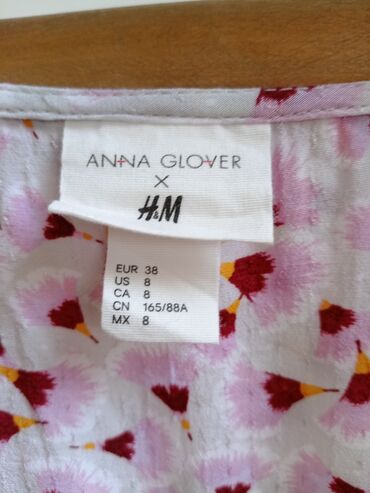 ANNA GLOVER
X
H&M
EUR 38
US 8
CA 8
CN 165/88A
MX 8